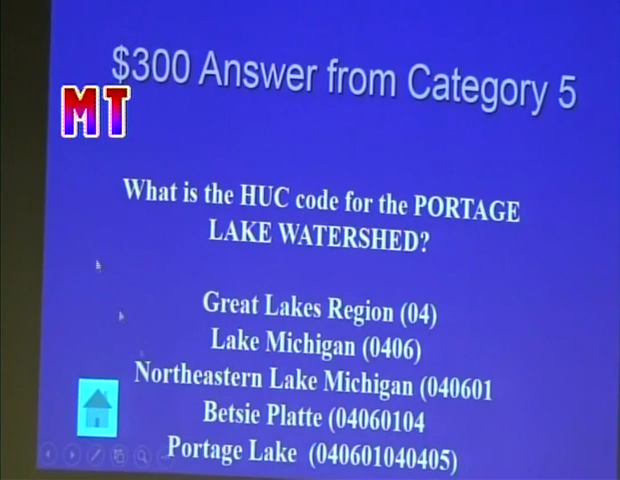 $300 Answer from Category 5
MT
What is the HUC code for the PORTAGE
LAKE WATERSHED?
Great Lakes Region (04)
Lake Michigan (0406)
Northeastern Lake Michigan (040601
Betsie Platte (04060104
Portage Lake (040601040405)